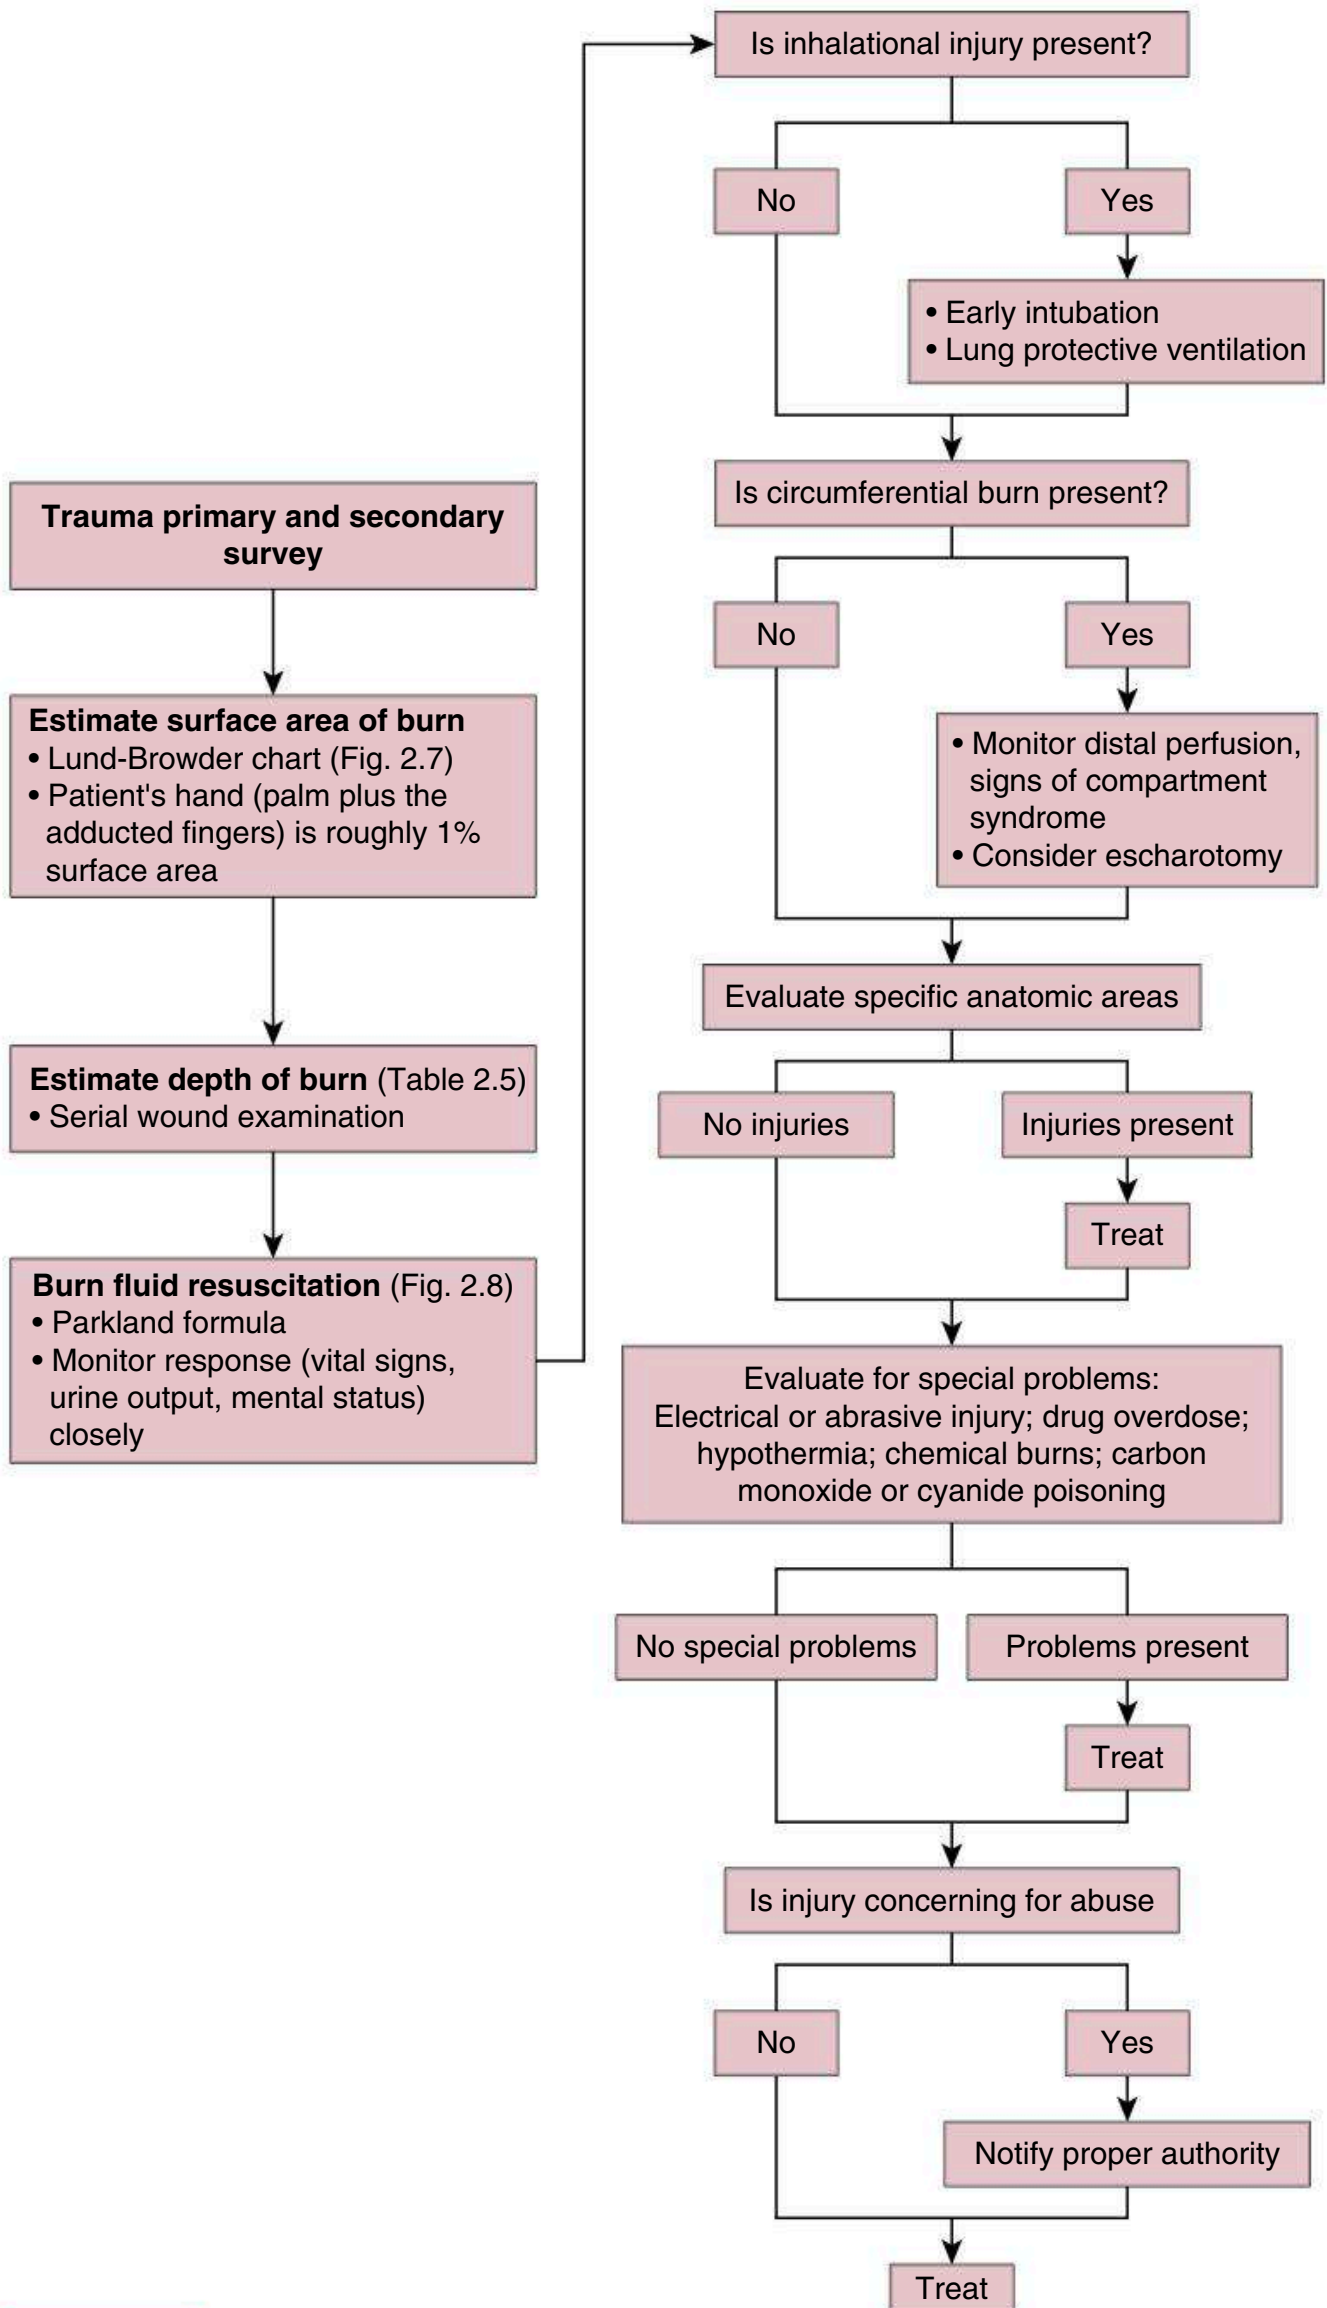 Trauma primary and secondary
survey
Estimate surface area of burn
• Lund-Browder chart (Fig. 2.7)
• Patient's hand (palm plus the
adducted fingers) is roughly 1%
surface area
Estimate depth of burn (Table 2.5)
• Serial wound examination
Burn fluid resuscitation (Fig. 2.8)
• Parkland formula
• Monitor response (vital signs,
urine output, mental status)
closely
Is inhalational injury present?
No
Yes
• Early intubation
• Lung protective ventilation
Is circumferential burn present?
No
Yes
• Monitor distal perfusion,
signs of compartment
syndrome
• Consider escharotomy
Evaluate specific anatomic areas
No injuries
Injuries present
Treat
Evaluate for special problems:
Electrical or abrasive injury; drug overdose;
hypothermia; chemical burns; carbon
monoxide or cyanide poisoning
No special problems
Problems present
Treat
Is injury concerning for abuse
No
Yes
Notify proper authority
Treat